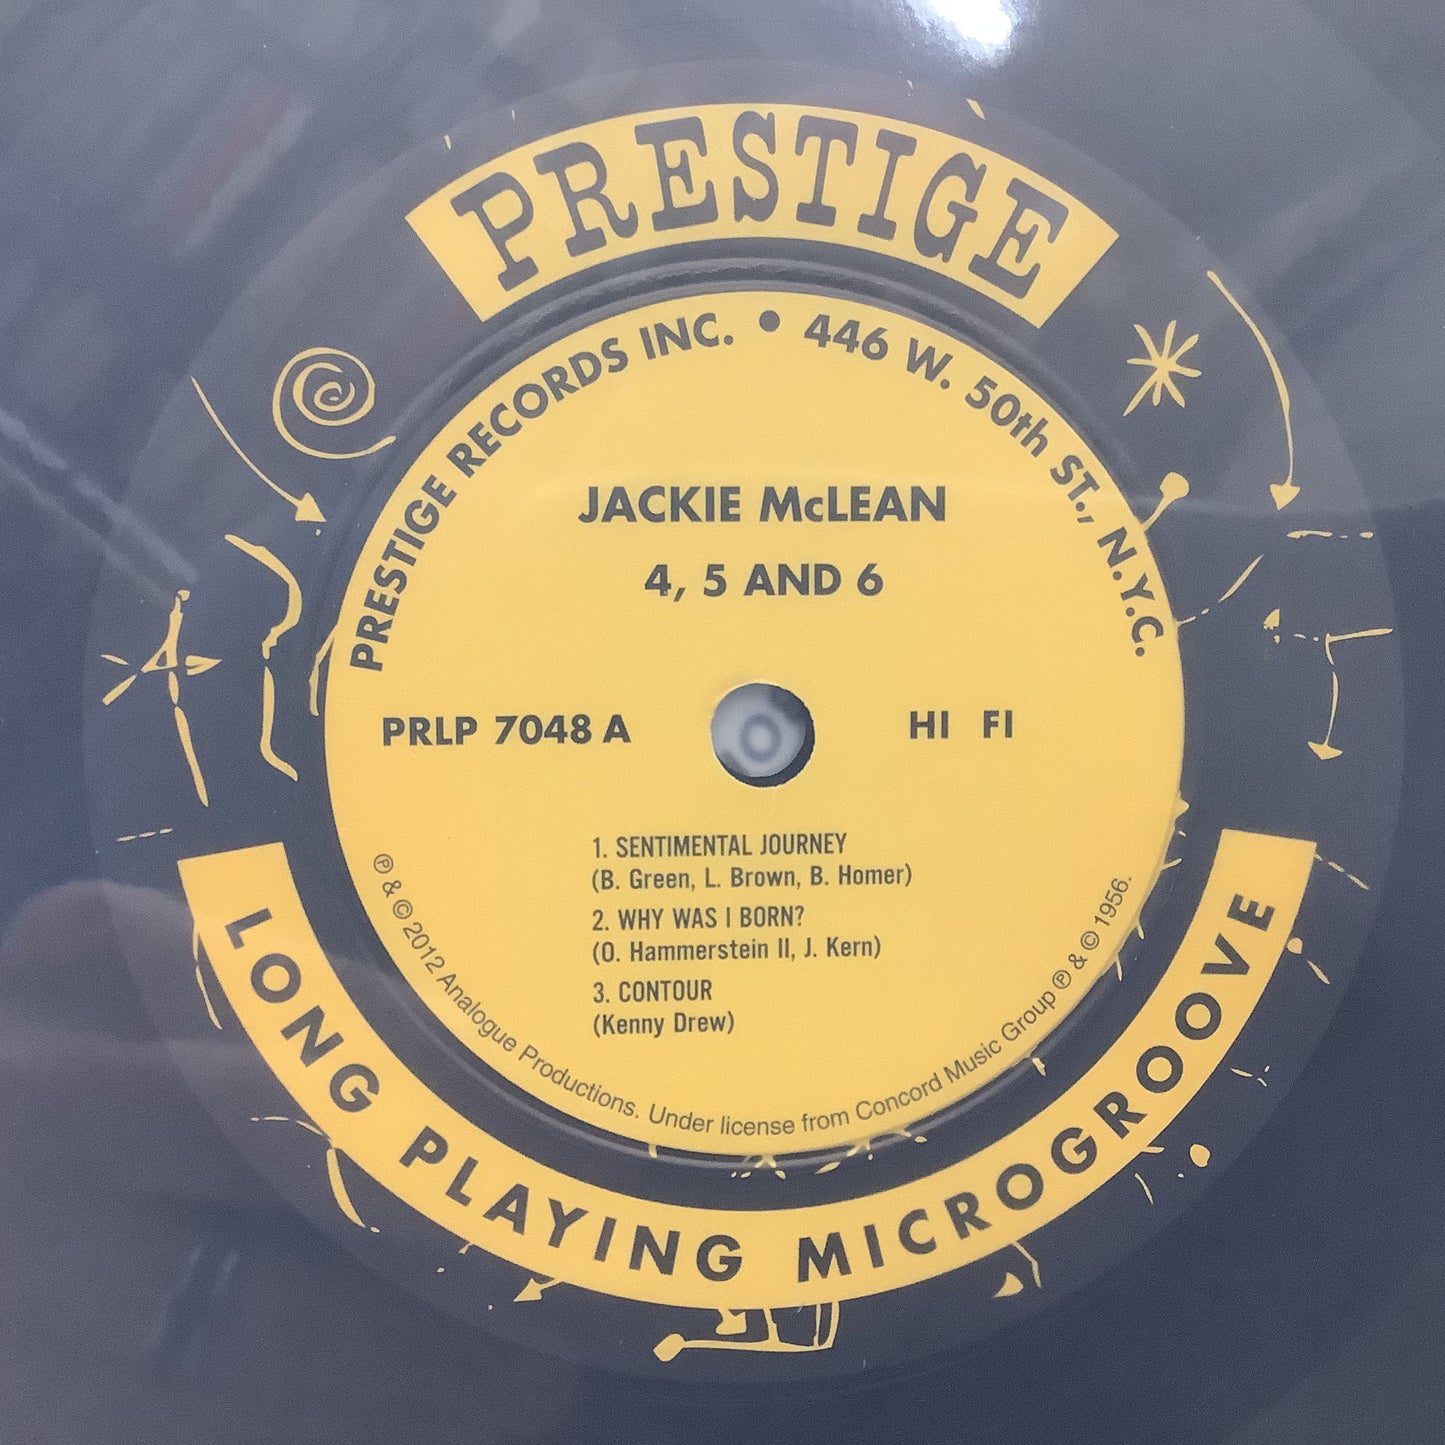 PRESTIGE
PRESTIGE RECORDS INC. • 446 W. 50th ST., N.Y.C.
JACKIE McLEAN
4, 5 AND 6
PRLP 7048 A
HI FI
1. SENTIMENTAL JOURNEY
(B. Green, L. Brown, B. Homer)
2. WHY WAS I BORN?
(O. Hammerstein II, J. Kern)
3. CONTOUR
(Kenny Drew)
℗ & © 2012 Analogue Productions. Under license from Concord Music Group ℗ & © 1956.
LONG PLAYING MICROGROOVE